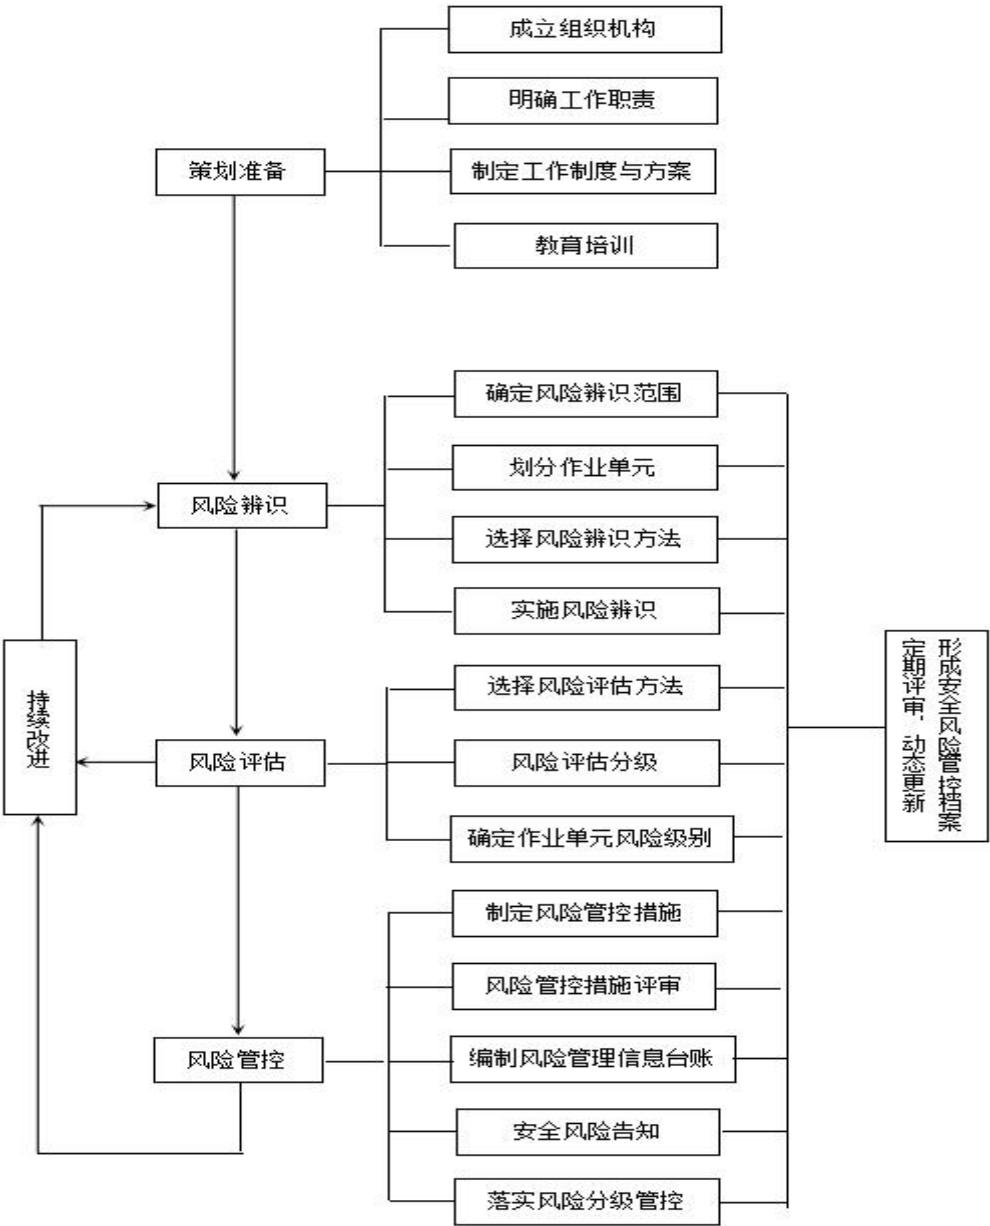 成立组织机构
明确工作职责
策划准备
制定工作制度与方案
教育培训
确定风险辨识范围
划分作业单元
风险辨识
选择风险辨识方法
实施风险辨识
形成安全风险管控档案
定期评审，动态更新
持续改进
选择风险评估方法
风险评估
风险评估分级
确定作业单元风险级别
制定风险管控措施
风险管控措施评审
风险管控
编制风险管理信息台账
安全风险告知
落实风险分级管控